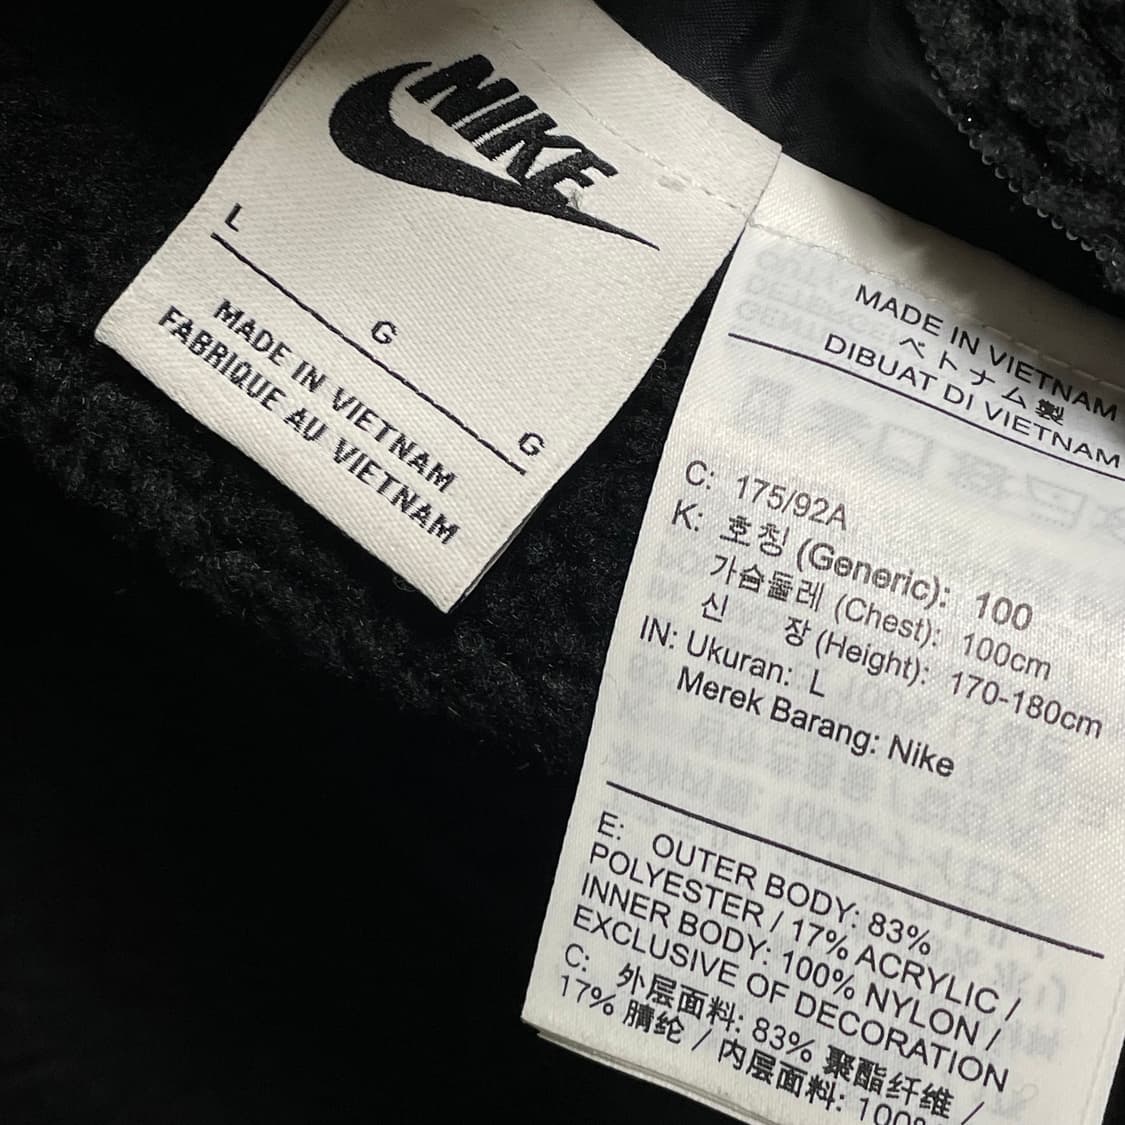 NIKE
L
G
G
MADE IN VIETNAM
FABRIQUE AU VIETNAM
MADE IN VIETNAM
ベトナム製
DIBUAT DI VIETNAM
C: 175/92A
K: 호칭 (Generic): 100
가슴둘레 (Chest): 100cm
신 장 (Height): 170-180cm
IN: Ukuran: L
Merek Barang: Nike
E: OUTER BODY: 83%
POLYESTER / 17% ACRYLIC /
INNER BODY: 100% NYLON /
EXCLUSIVE OF DECORATION
C: 外层面料: 83% 聚酯纤维 /
17% 腈纶 / 内层面料: 100%